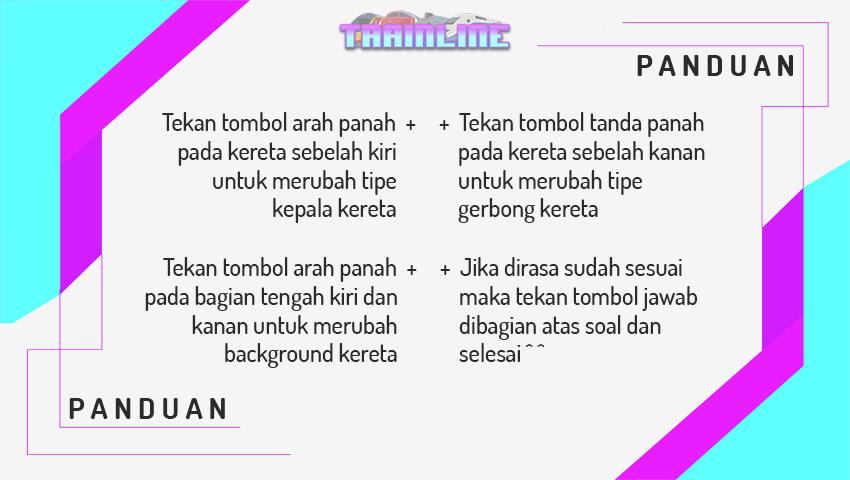 TRAINLINE
PANDUAN
Tekan tombol arah panah +
pada kereta sebelah kiri
untuk merubah tipe
kepala kereta
+ Tekan tombol tanda panah
pada kereta sebelah kanan
untuk merubah tipe
gerbong kereta
Tekan tombol arah panah +
pada bagian tengah kiri dan
kanan untuk merubah
background kereta
+ Jika dirasa sudah sesuai
maka tekan tombol jawab
dibagian atas soal dan
selesai^^
PANDUAN